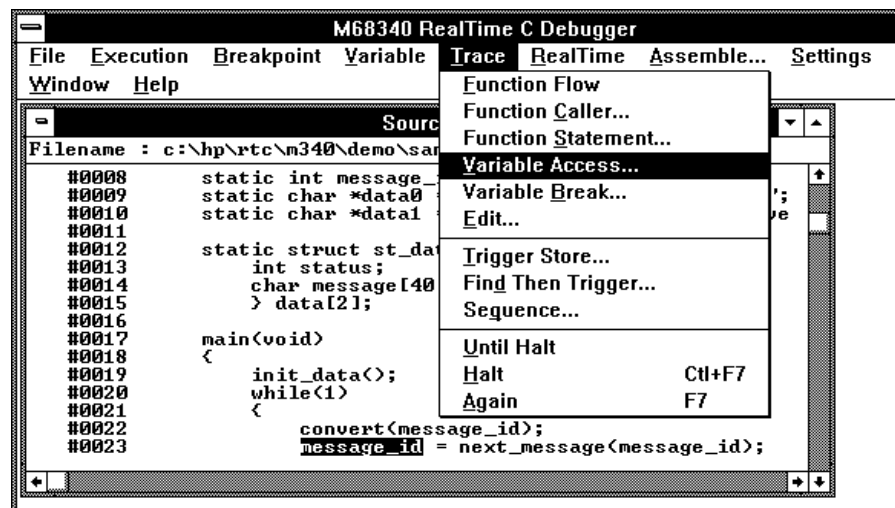 M68340 RealTime C Debugger
File Execution Breakpoint Variable Trace RealTime Assemble... Settings
Window Help
Function Flow
Function Caller...
Function Statement...
Variable Access...
Variable Break...
Edit...
Trigger Store...
Find Then Trigger...
Sequence...
Until Halt
Halt Ctl+F7
Again F7
Sourc
Filename : c:\hp\rtc\m340\demo\sa
#0008 static int message_
#0009 static char *data0 ";
#0010 static char *data1
#0011
#0012 static struct st_dat
#0013 int status;
#0014 char message[40
#0015 } data[2];
#0016
#0017 main(void)
#0018 {
#0019 init_data();
#0020 while(1)
#0021 {
#0022 convert(message_id);
#0023 message_id = next_message(message_id);